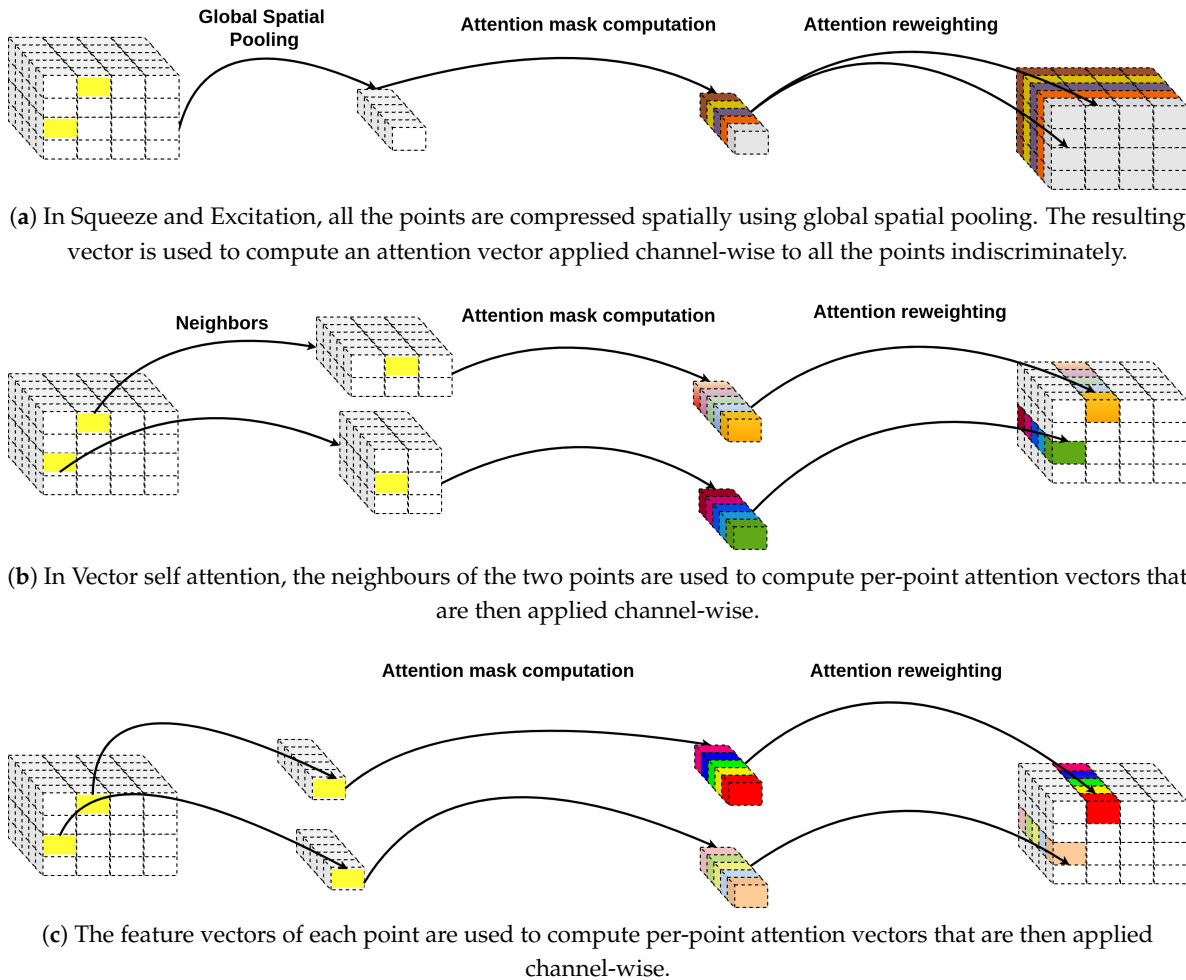 Global Spatial
Pooling
Attention mask computation
Attention reweighting
(a) In Squeeze and Excitation, all the points are compressed spatially using global spatial pooling. The resulting
vector is used to compute an attention vector applied channel-wise to all the points indiscriminately.
Neighbors
Attention mask computation
Attention reweighting
(b) In Vector self attention, the neighbours of the two points are used to compute per-point attention vectors that
are then applied channel-wise.
Attention mask computation
Attention reweighting
(c) The feature vectors of each point are used to compute per-point attention vectors that are then applied
channel-wise.